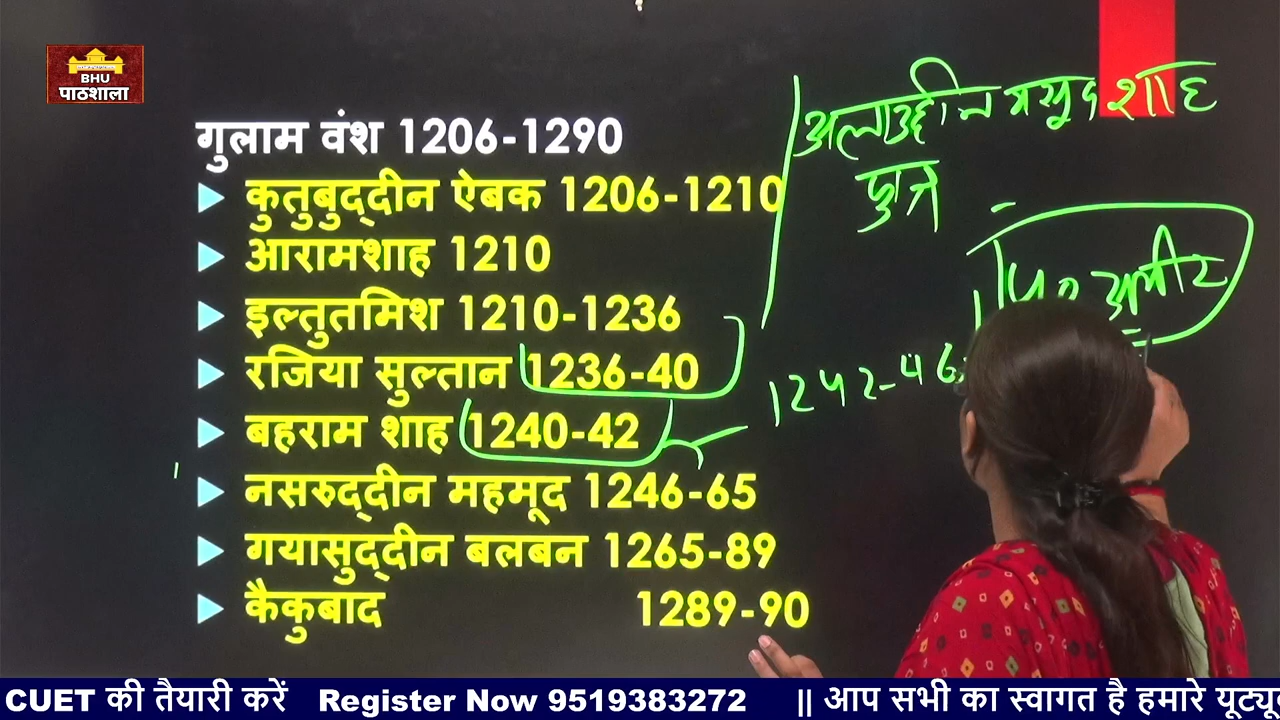 BHU
पाठशाला
गुलाम वंश 1206-1290
कुतुबुद्दीन ऐबक 1206-1210
आरामशाह 1210
इल्तुतमिश 1210-1236
रजिया सुल्तान 1236-40
बहराम शाह 1240-42
नसरुद्दीन महमूद 1246-65
गयासुद्दीन बलबन 1265-89
कैकुबाद 1289-90
अलाउद्दीन मसूद शाह
पुत्र
अमीर
1242-46
CUET की तैयारी करें Register Now 9519383272 || आप सभी का स्वागत है हमारे यूट्यू